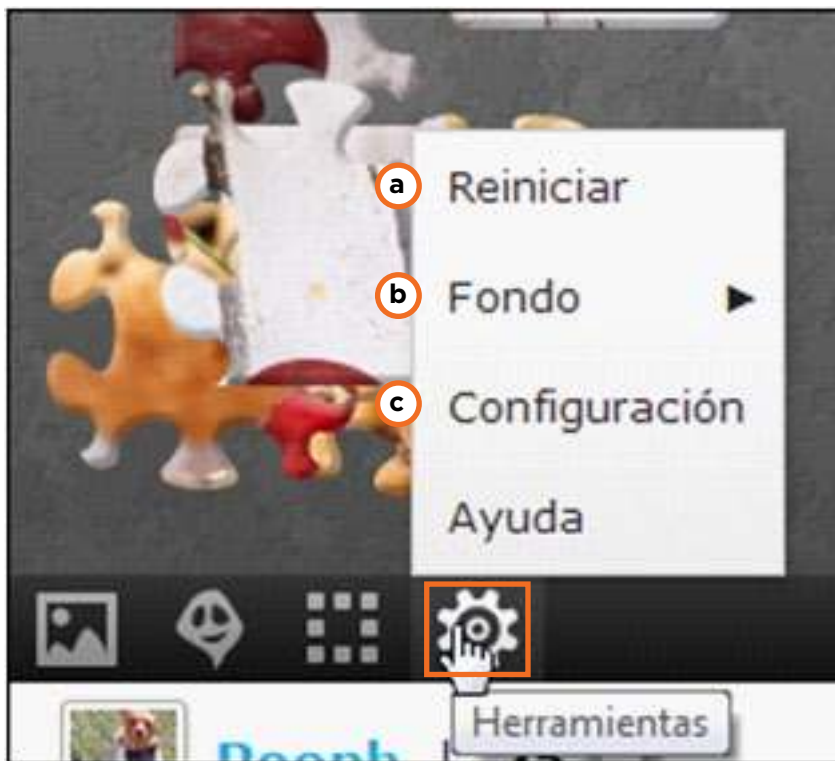 a Reiniciar
b Fondo
c Configuración
Ayuda
Herramientas